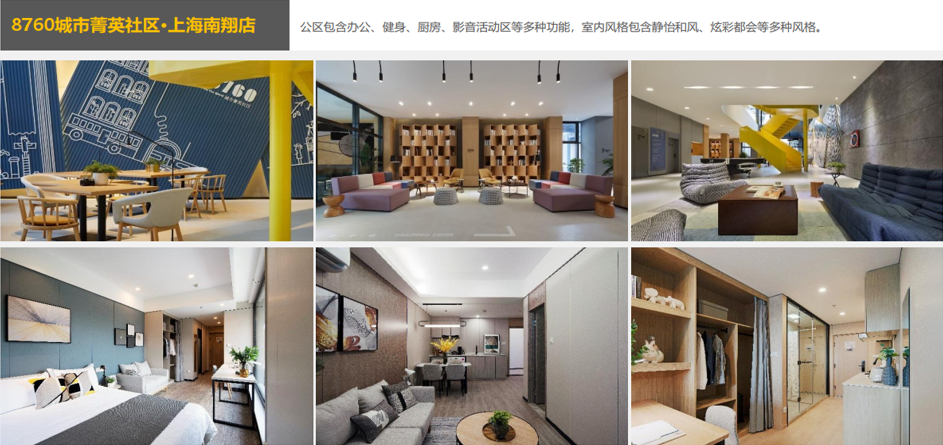 8760城市菁英社区·上海南翔店
公区包含办公、健身、厨房、影音活动区等多种功能，室内风格包含静怡和风、炫彩都会等多种风格。
8760